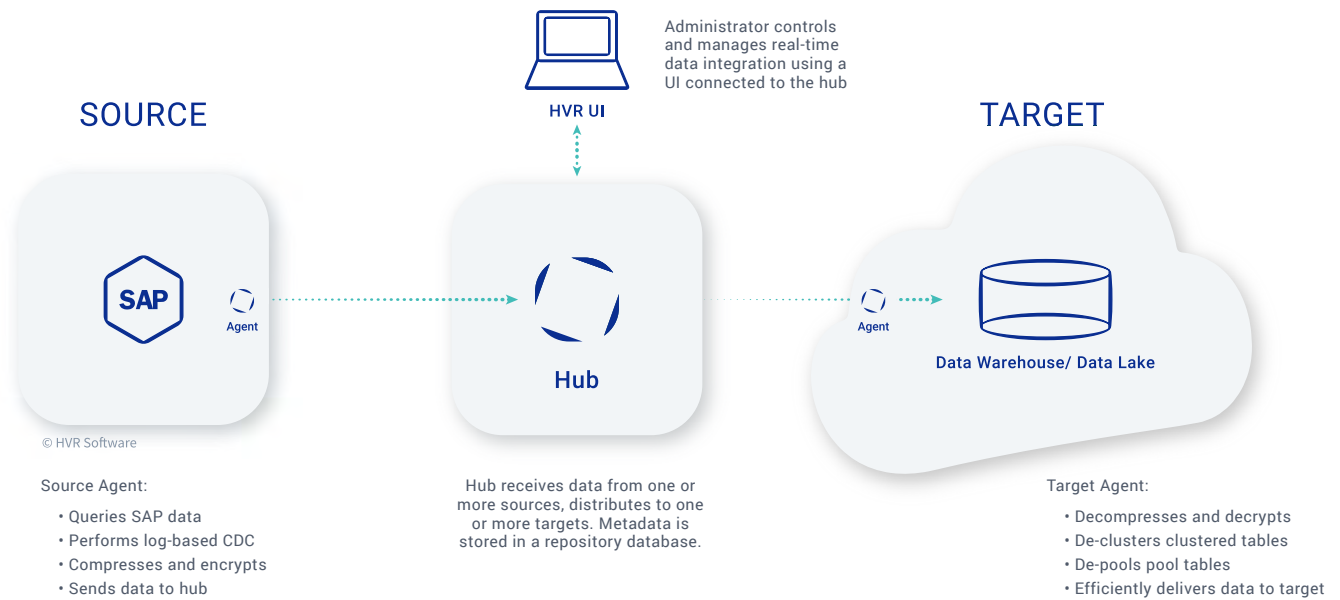 Administrator controls
and manages real-time
data integration using a
UI connected to the hub
HVR UI
SOURCE
TARGET
SAP
Agent
Hub
Agent
Data Warehouse/ Data Lake
© HVR Software
Source Agent:
• Queries SAP data
• Performs log-based CDC
• Compresses and encrypts
• Sends data to hub
Hub receives data from one or
more sources, distributes to one
or more targets. Metadata is
stored in a repository database.
Target Agent:
• Decompresses and decrypts
• De-clusters clustered tables
• De-pools pool tables
• Efficiently delivers data to target